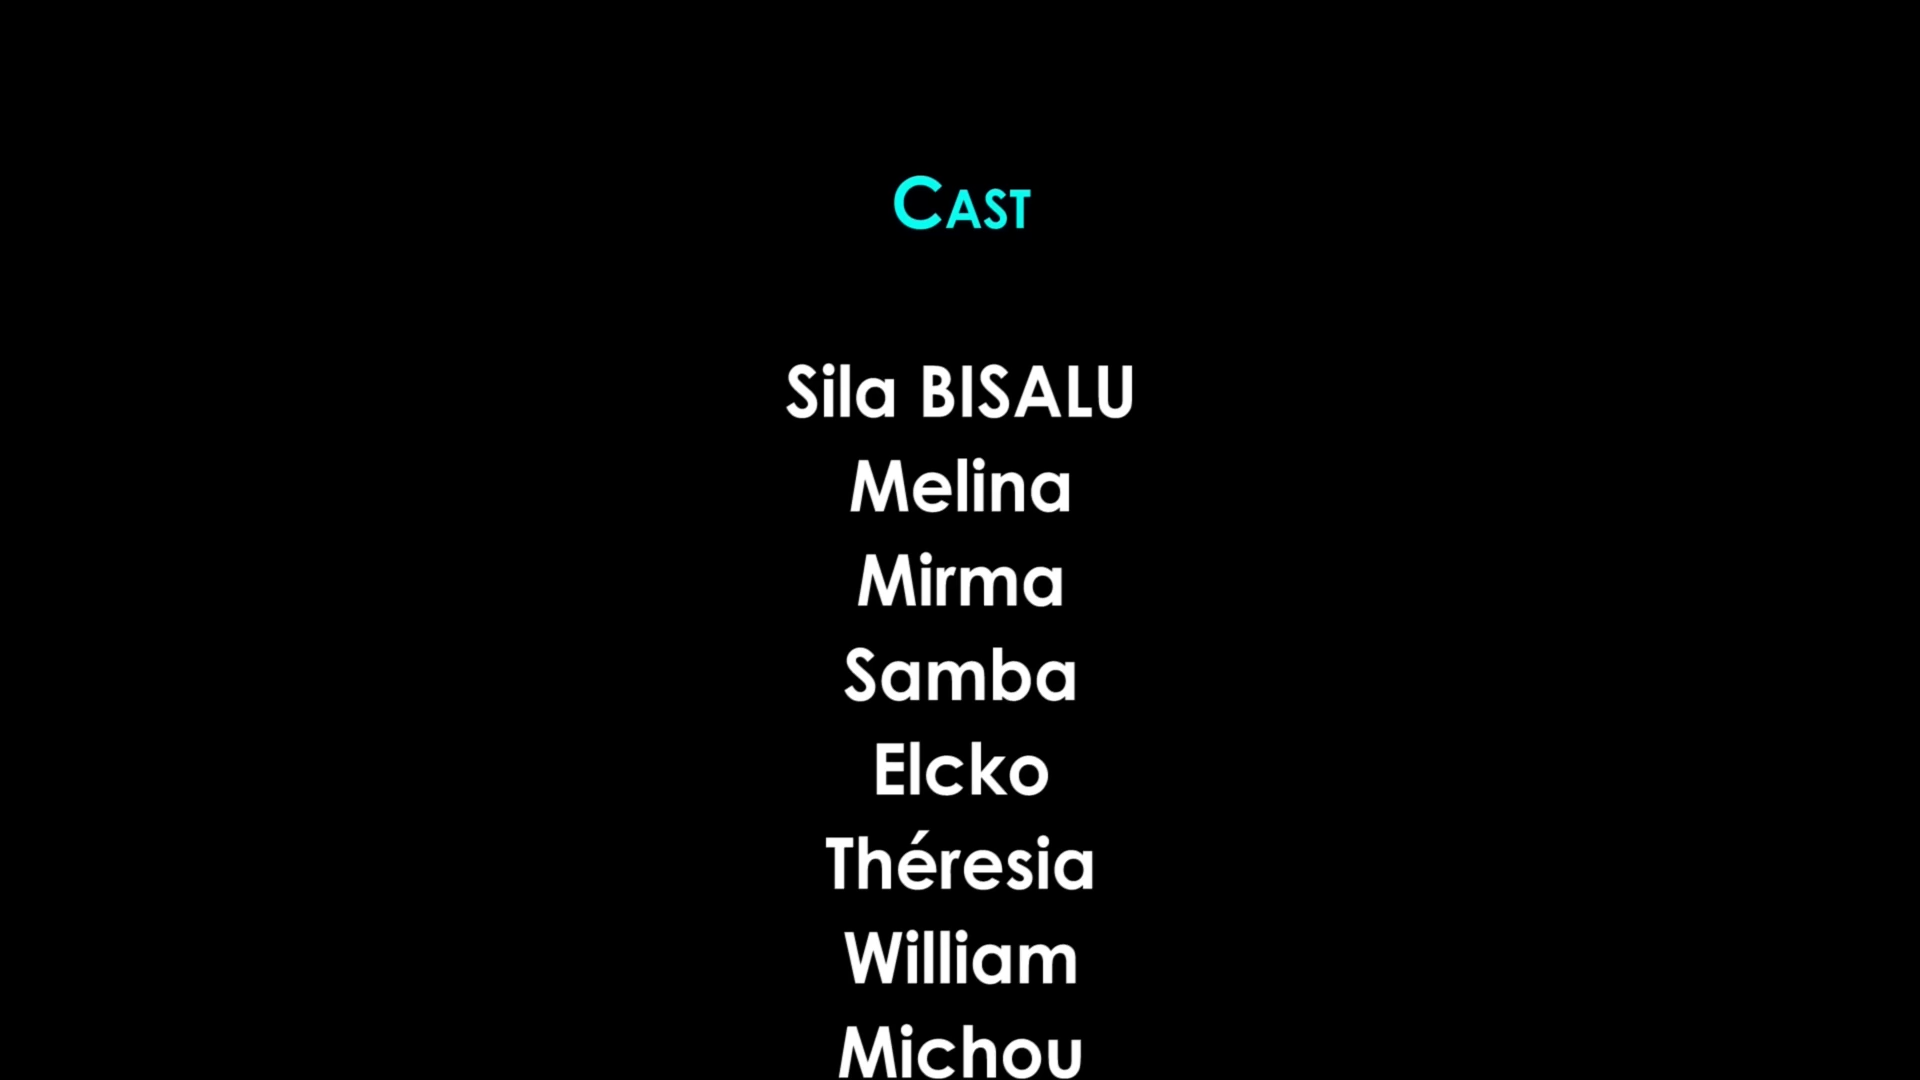 Cast
Sila BISALU
Melina
Mirma
Samba
Elcko
Théresia
William
Michou